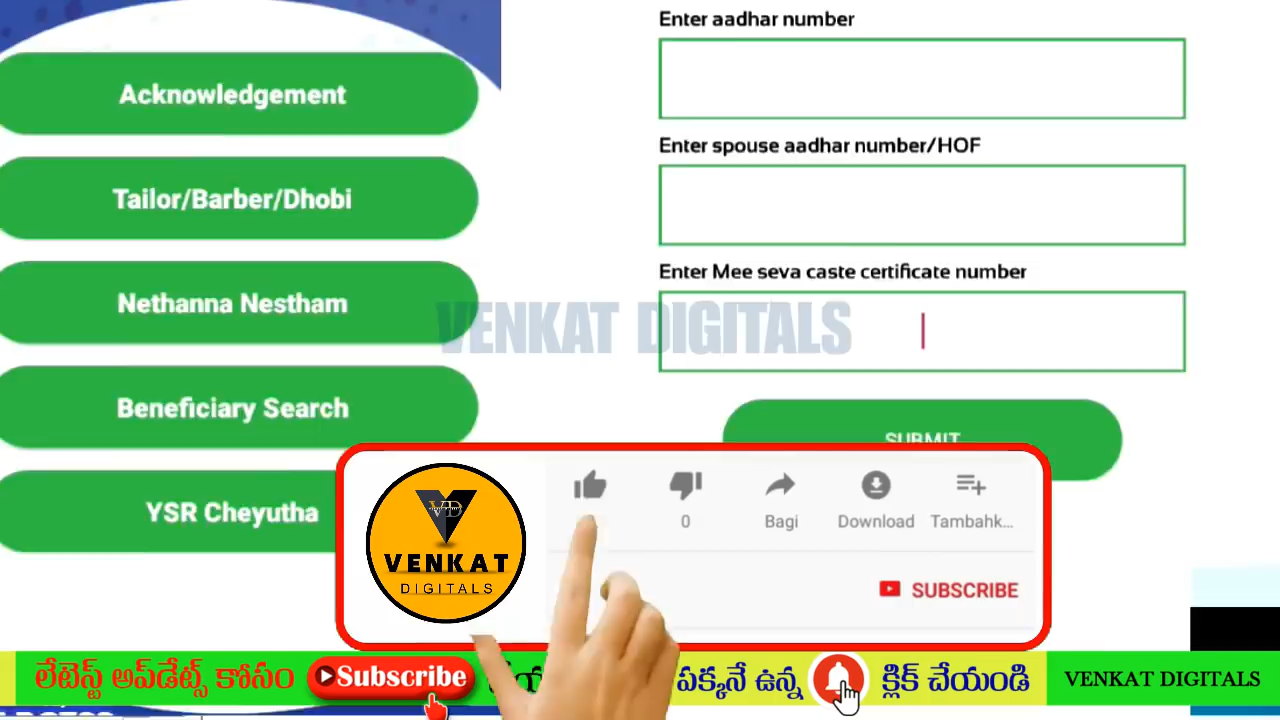 Acknowledgement
Tailor/Barber/Dhobi
Nethanna Nestham
Beneficiary Search
YSR Cheyutha
Enter aadhar number
Enter spouse aadhar number/HOF
Enter Mee seva caste certificate number
VENKAT DIGITALS
SUBMIT
VD
VENKAT
DIGITALS
0
Bagi
Download
Tambahk...
SUBSCRIBE
లేటెస్ట్ అప్‌డేట్స్ కోసం Subscribe పక్కనే ఉన్న క్లిక్ చేయండి VENKAT DIGITALS